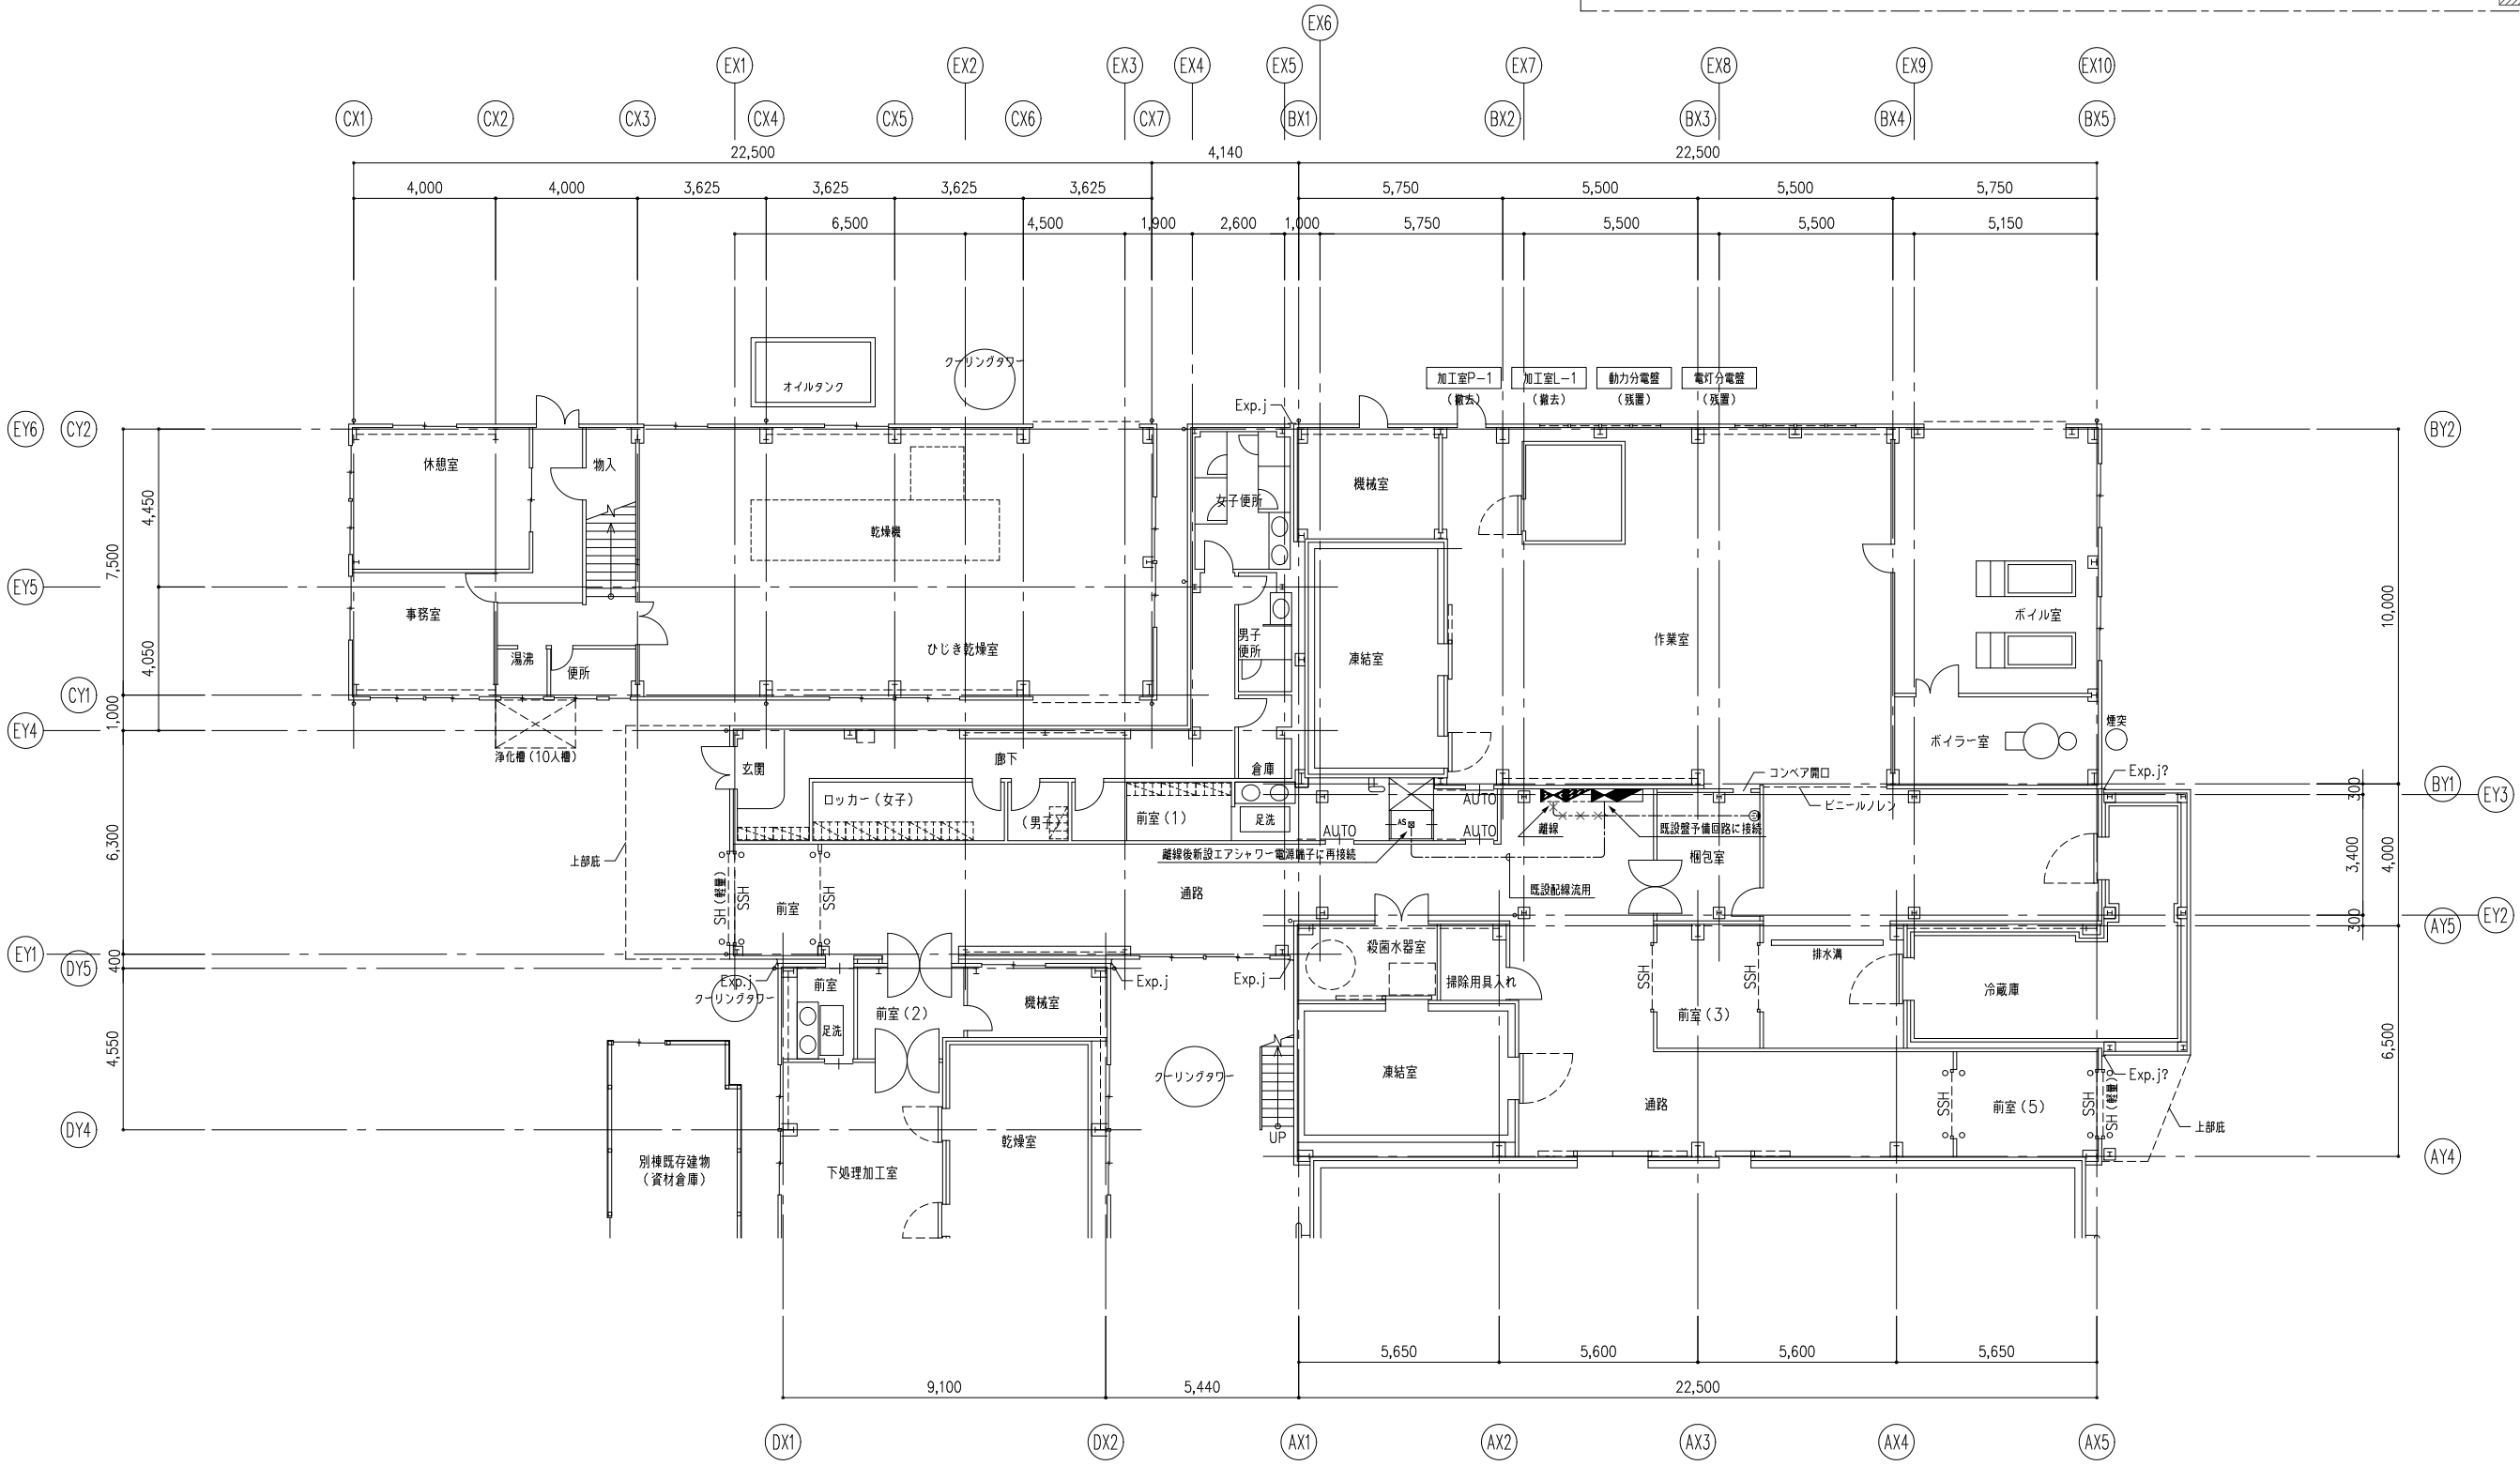 EX6
EX1
EX2
EX3
EX4
EX5
EX7
EX8
EX9
EX10
CX1
CX2
CX3
CX4
CX5
CX6
CX7
BX1
BX2
BX3
BX4
BX5
22,500
4,140
22,500
4,000
4,000
3,625
3,625
3,625
3,625
5,750
5,500
5,500
5,750
6,500
4,500
1,900
2,600
1,000
5,750
5,500
5,500
5,150
オイルタンク
クーリングタワー
加工室P-1
加工室L-1
動力分電盤
電灯分電盤
(撤去)
(撤去)
(残置)
(残置)
Exp.j
EY6
CY2
BY2
休憩室
物入
女子便所
機械室
乾燥機
4,450
7,500
EY5
事務室
4,050
湯沸
便所
ひじき乾燥室
男子
便所
凍結室
作業室
ボイル室
10,000
CY1
1,000
EY4
浄化槽(10人槽)
玄関
廊下
倉庫
ボイラー室
煙突
コンベア開口
Exp.j?
BY1
EY3
ビニールノレン
300
ロッカー(女子)
(男子)
前室(1)
足洗
AUTO
AUTO
AUTO
AS
離線
既設盤予備回路に接続
離線後新設エアシャワー電源端子に再接続
梱包室
6,300
上部庇
3,400
4,000
SH(軽量)
SSH
SSH
前室
通路
既設配線流用
EY2
300
AY5
EY1
400
DY5
殺菌水器室
排水溝
Exp.j
前室
Exp.j
Exp.j
掃除用具入れ
SSH
SSH
冷蔵庫
クーリングタワー
機械室
前室(2)
足洗
前室(3)
4,550
6,500
クーリングタワー
凍結室
Exp.j?
通路
SSH
前室(5)
SSH
SH(軽量)
上部庇
DY4
UP
乾燥室
AY4
別棟既存建物
(資材倉庫)
下処理加工室
5,650
5,600
5,600
5,650
9,100
5,440
22,500
DX1
DX2
AX1
AX2
AX3
AX4
AX5